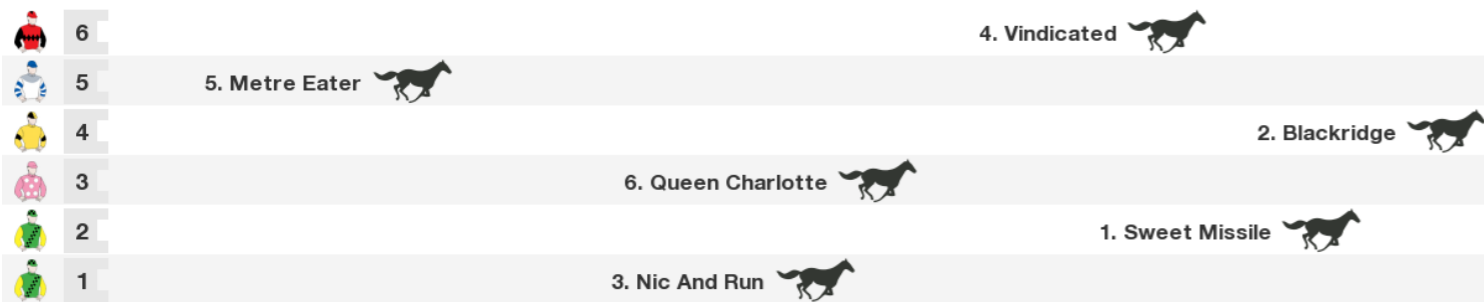 6 4. Vindicated
5 5. Metre Eater
4 2. Blackridge
3 6. Queen Charlotte
2 1. Sweet Missile
1 3. Nic And Run